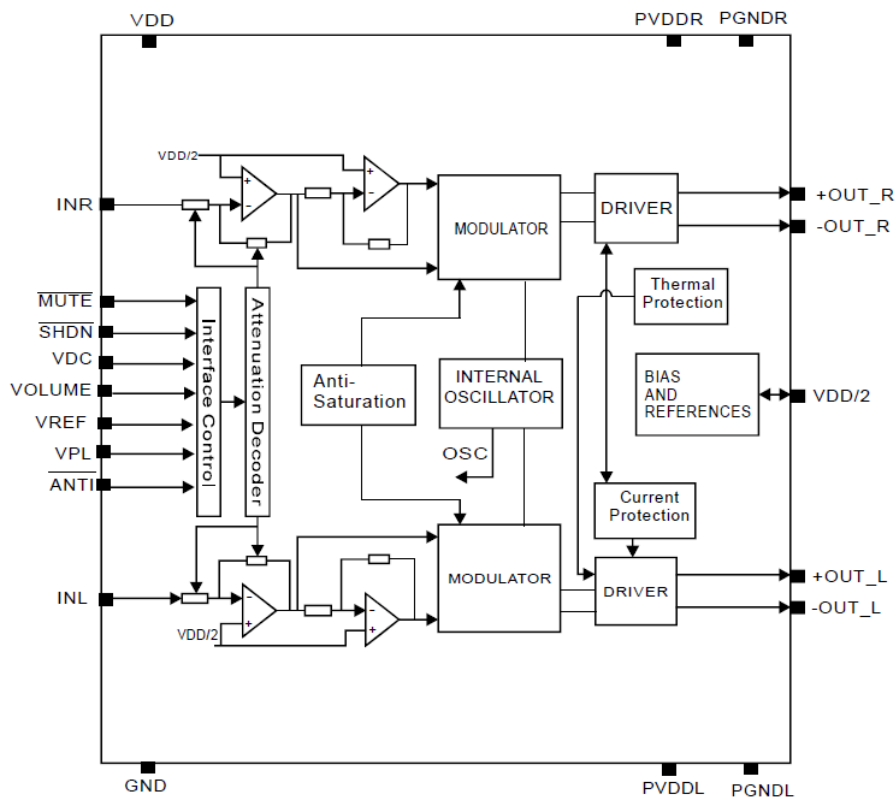 VDD
PVDDR
PGNDR
VDD/2
INR
MODULATOR
DRIVER
+OUT_R
-OUT_R
MUTE
SHDN
VDC
VOLUME
VREF
VPL
ANTI
Interface Control
Attenuation Decoder
Anti-
Saturation
INTERNAL
OSCILLATOR
OSC
Thermal
Protection
BIAS
AND
REFERENCES
VDD/2
Current
Protection
INL
VDD/2
MODULATOR
DRIVER
+OUT_L
-OUT_L
GND
PVDDL
PGNDL
+
-
+
-
-
+
-
+